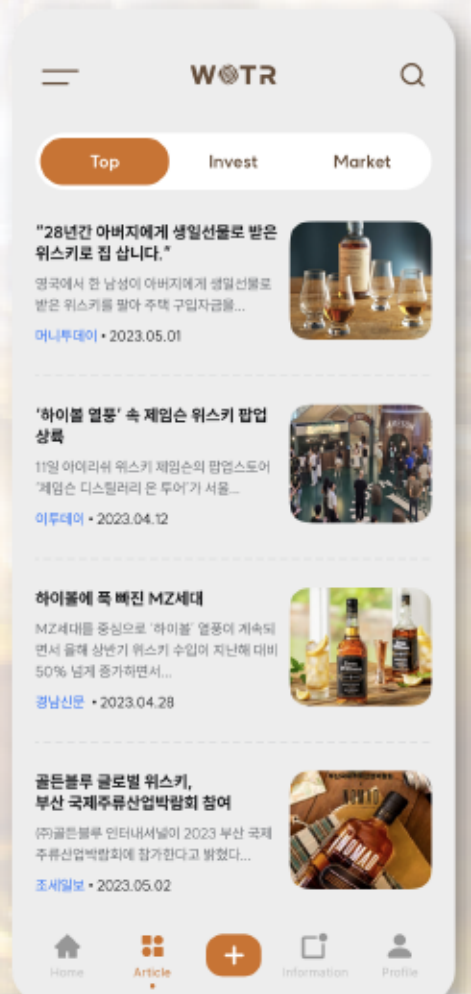 WOTR
Top Invest Market
"28년간 아버지에게 생일선물로 받은
위스키로 집 삽니다."
영국에서 한 남성이 아버지에게 생일선물로
받은 위스키를 팔아 주택 구입자금을...
머니투데이 • 2023.05.01
'하이볼 열풍' 속 제임슨 위스키 팝업
상륙
11일 아이리쉬 위스키 제임슨의 팝업스토어
'제임슨 디스틸러리 온 투어'가 서울...
이투데이 • 2023.04.12
하이볼에 푹 빠진 MZ세대
MZ세대를 중심으로 '하이볼' 열풍이 계속되
면서 올해 상반기 위스키 수입이 지난해 대비
50% 넘게 증가하면서...
경남신문 • 2023.04.28
골든블루 글로벌 위스키,
부산 국제주류산업박람회 참여
㈜골든블루 인터내셔널이 2023 부산 국제
주류산업박람회에 참가한다고 밝혔다...
NOMAD
조세일보 • 2023.05.02
Home Article Information Profile